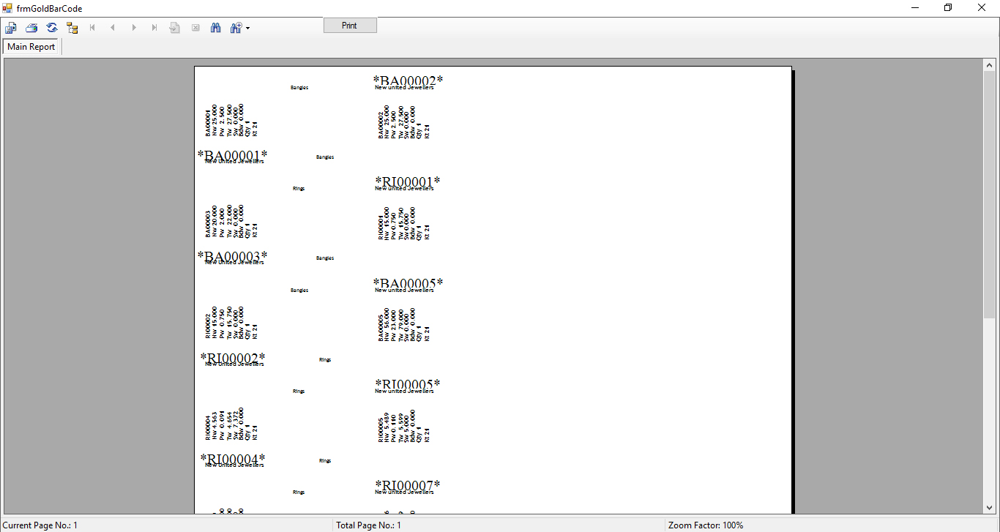 frmGoldBarCode
Print
Main Report
Bangles
*BA00002*
New united Jewellers
BA00001
Nw 25.000
Pw 2.500
Tw 27.500
Sw 0.000
Bdw 0.000
Qty 1
Kt 21
BA00002
Nw 25.000
Pw 2.500
Tw 27.500
Sw 0.000
Bdw 0.000
Qty 1
Kt 21
*BA00001*
New united Jewellers
Bangles
Rings
*RI00001*
New united Jewellers
BA00003
Nw 20.000
Pw 2.000
Tw 22.000
Sw 0.000
Bdw 0.000
Qty 1
Kt 21
RI00001
Nw 15.000
Pw 0.750
Tw 15.750
Sw 0.000
Bdw 0.000
Qty 1
Kt 21
*BA00003*
New united Jewellers
Bangles
Bangles
*BA00005*
New united Jewellers
RI00002
Nw 15.000
Pw 0.750
Tw 15.750
Sw 0.000
Bdw 0.000
Qty 1
Kt 21
BA00005
Nw 56.000
Pw 23.000
Tw 79.000
Sw 0.000
Bdw 0.000
Qty 1
Kt 21
*RI00002*
New united Jewellers
Rings
Rings
*RI00005*
New united Jewellers
RI00004
Nw 4.563
Pw 0.091
Tw 4.654
Sw 7.372
Bdw 0.000
Qty 1
Kt 21
RI00005
Nw 5.489
Pw 0.110
Tw 5.599
Sw 5.000
Bdw 0.000
Qty 1
Kt 21
*RI00004*
New united Jewellers
Rings
Rings
*RI00007*
New united Jewellers
Current Page No.: 1
Total Page No.: 1
Zoom Factor: 100%